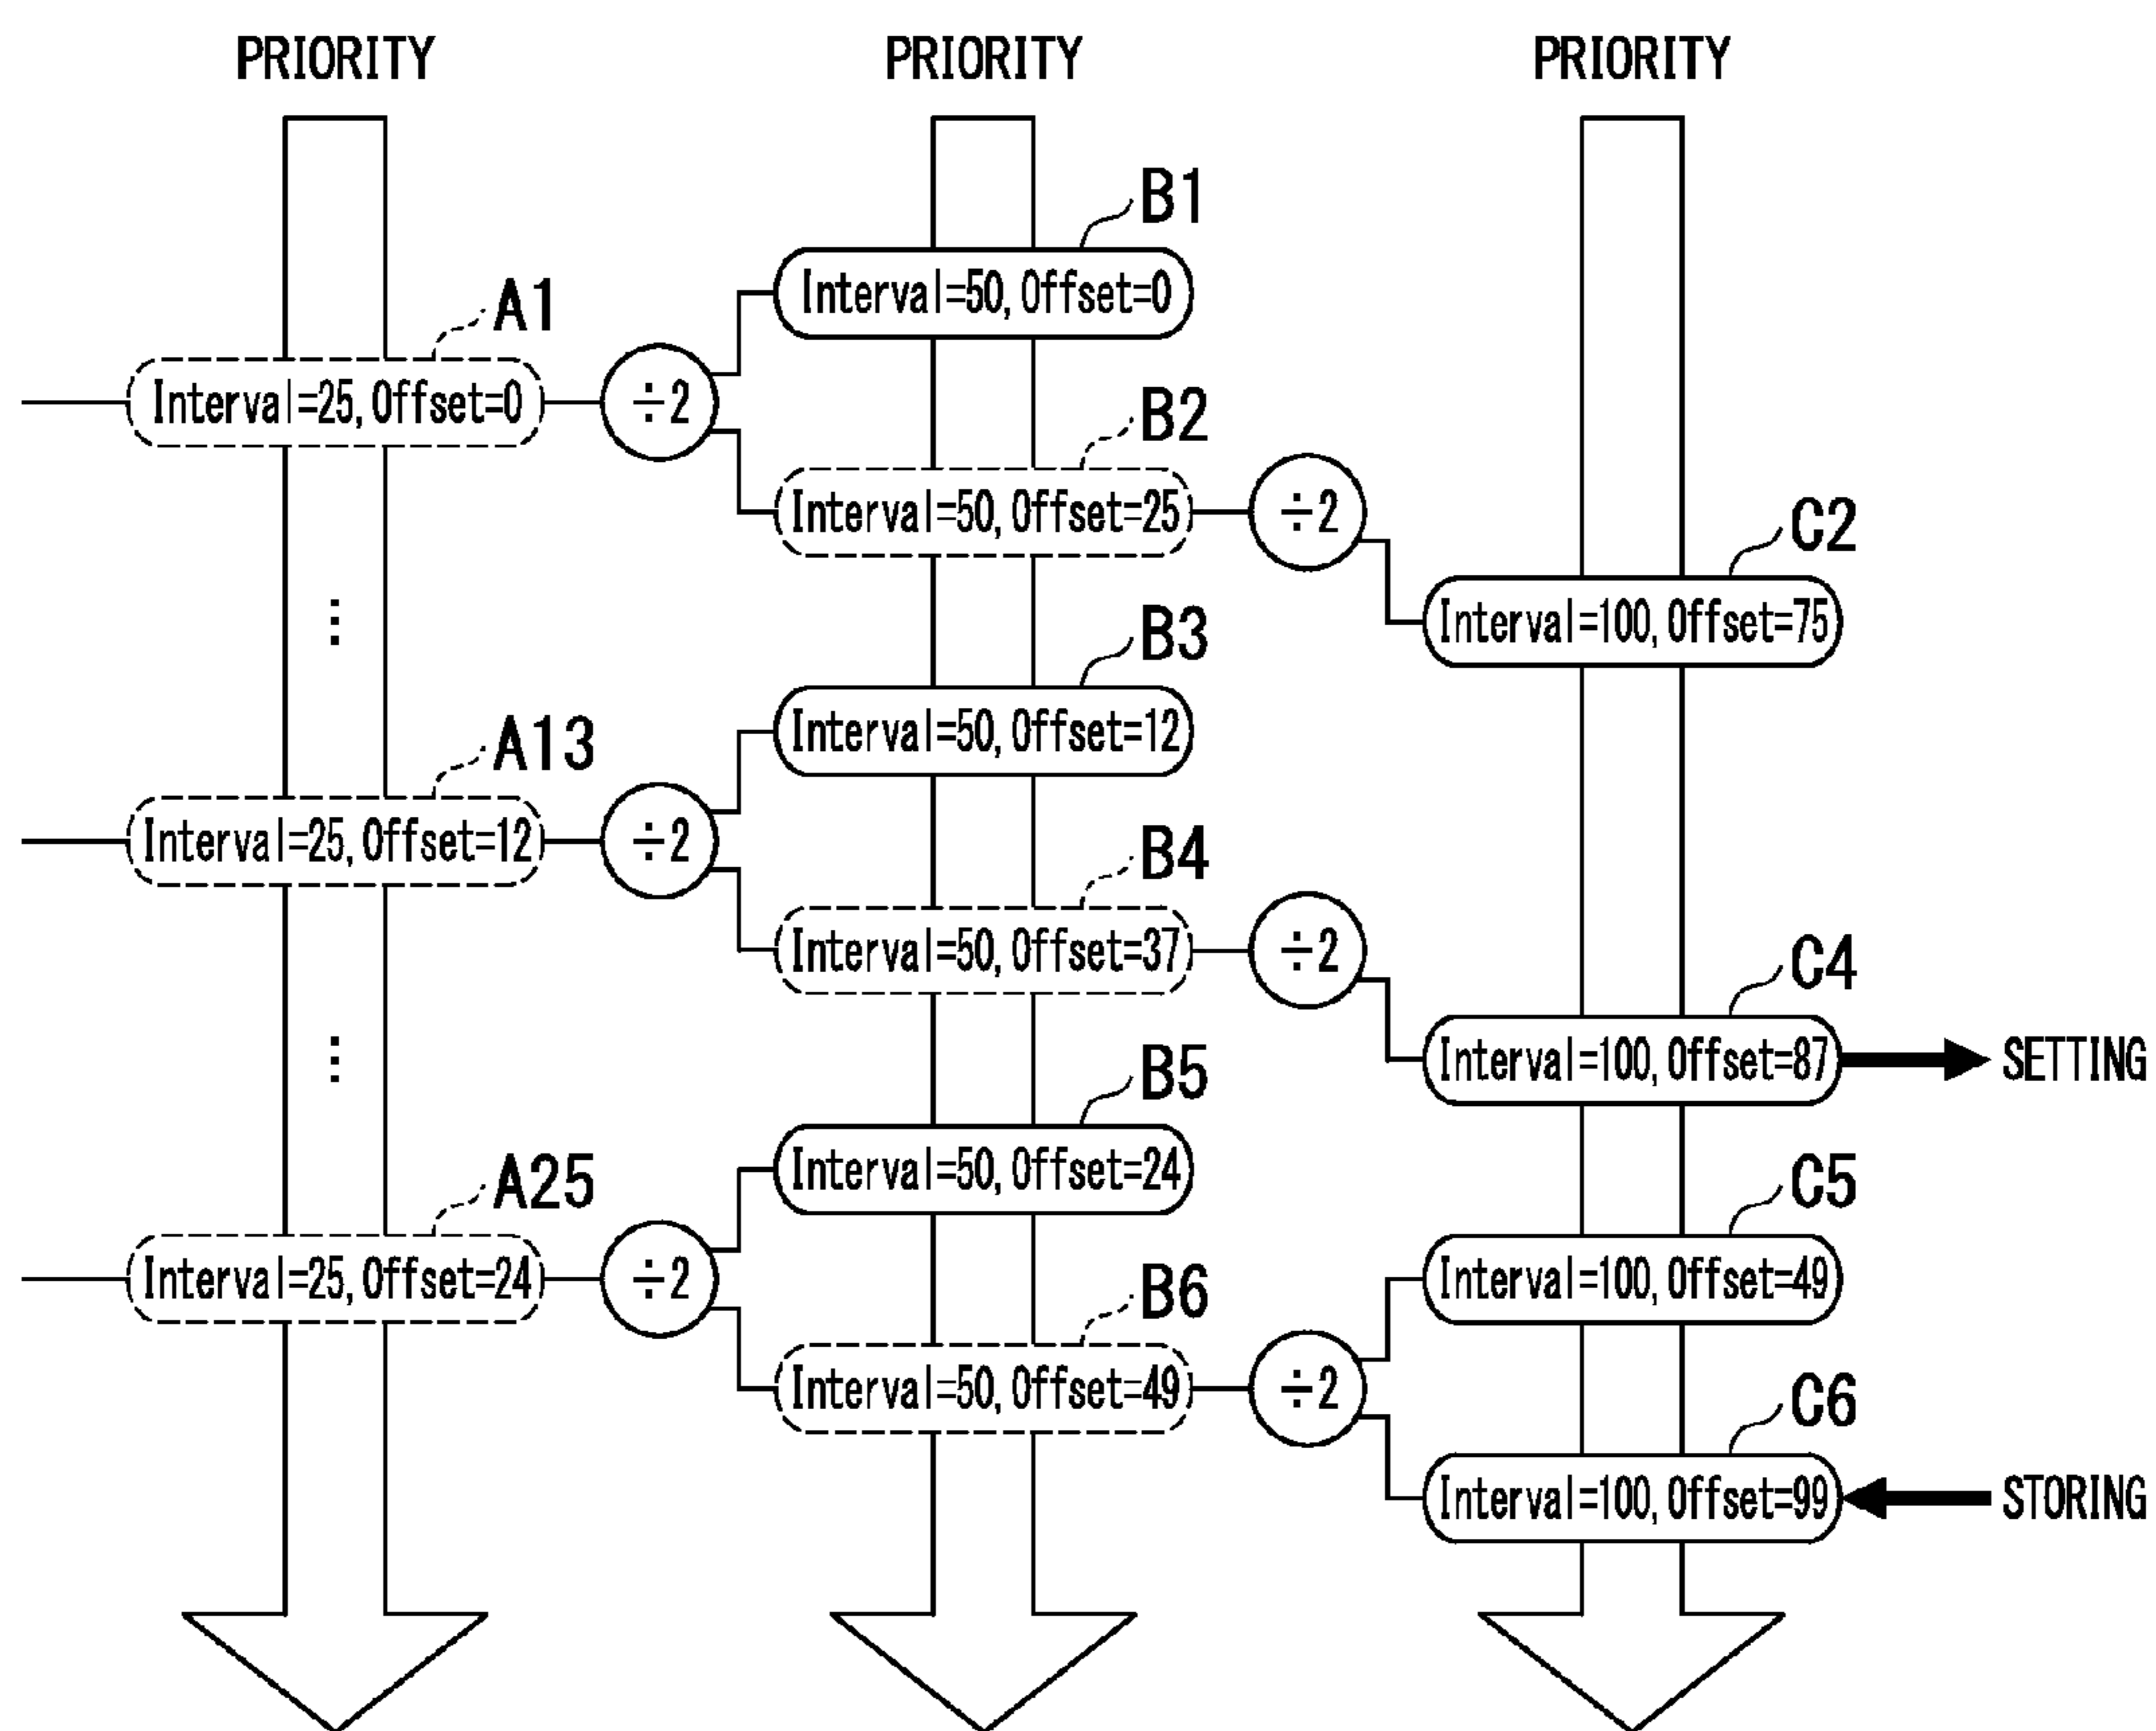 PRIORITY PRIORITY PRIORITY
B1
Interval=50, Offset=0
A1
Interval=25, Offset=0
÷2
B2
Interval=50, Offset=25
÷2
C2
Interval=100, Offset=75
B3
Interval=50, Offset=12
A13
Interval=25, Offset=12
÷2
B4
Interval=50, Offset=37
÷2
C4
Interval=100, Offset=87
SETTING
B5
Interval=50, Offset=24
A25
Interval=25, Offset=24
÷2
C5
Interval=100, Offset=49
B6
Interval=50, Offset=49
÷2
C6
Interval=100, Offset=99
STORING